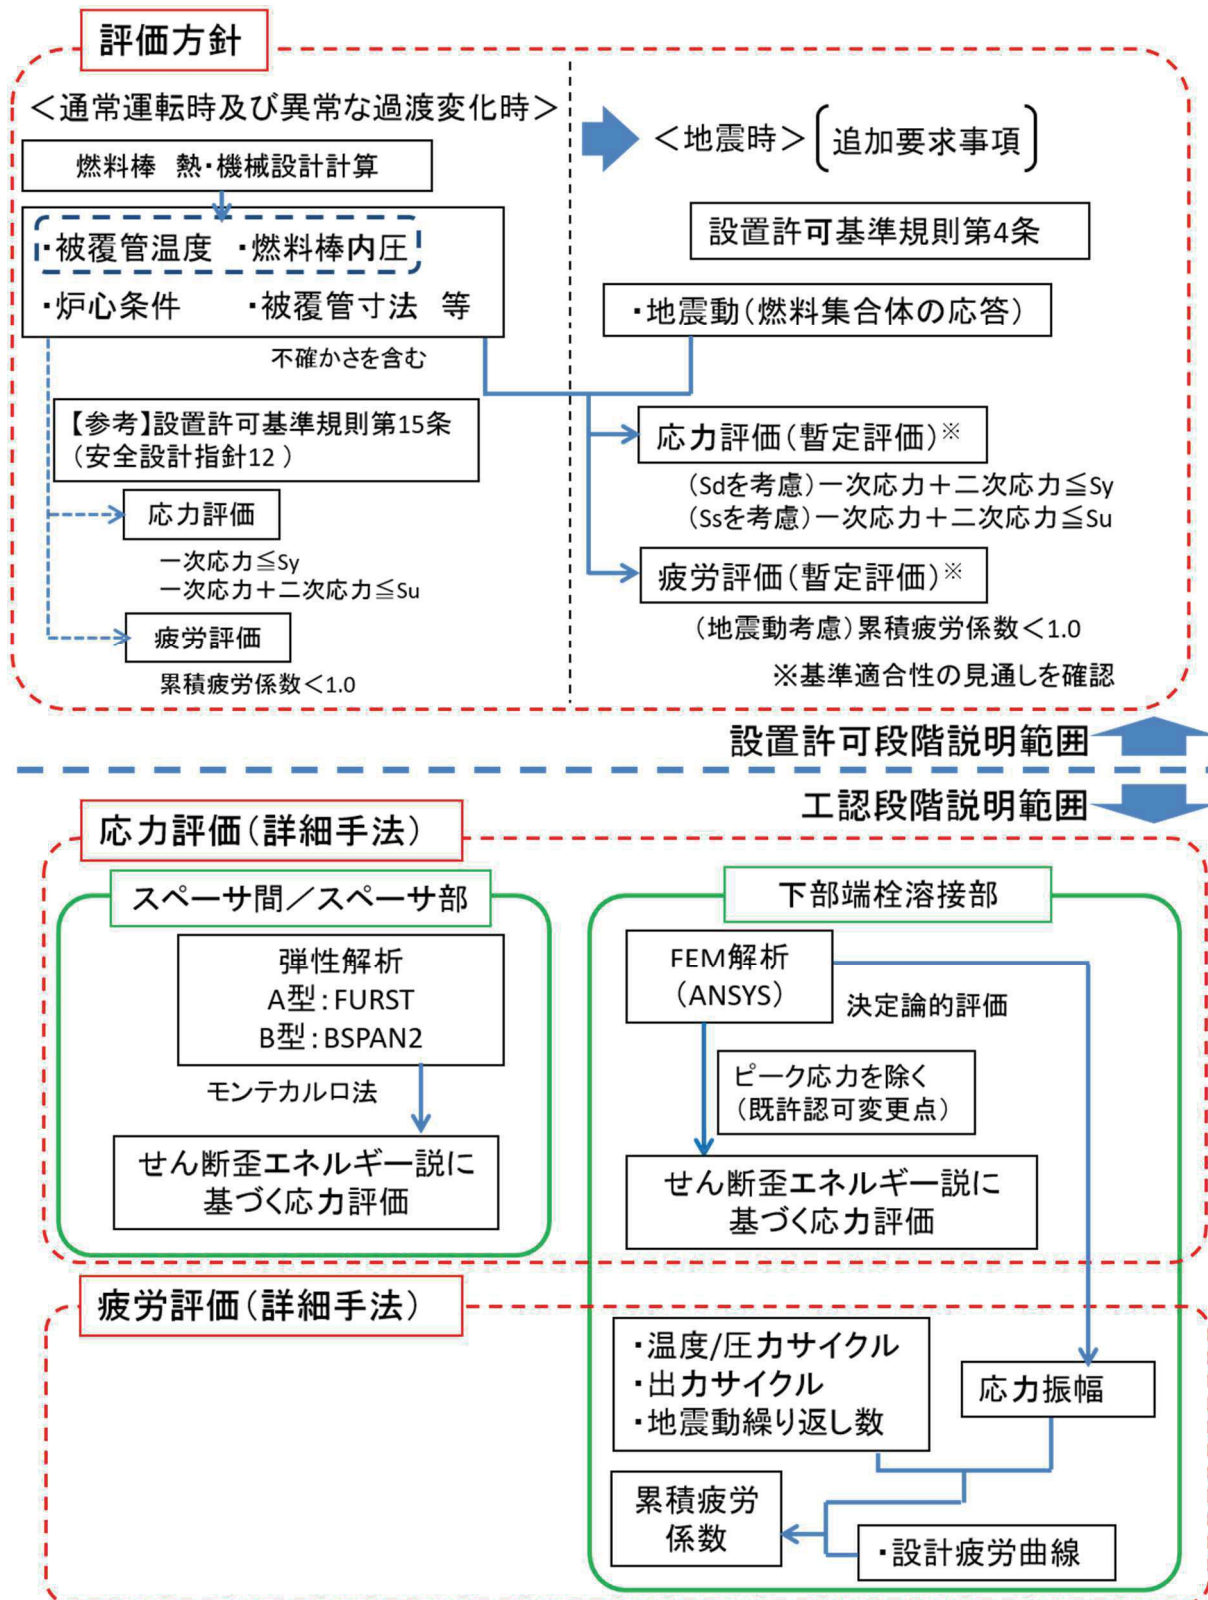 評価方針
＜通常運転時及び異常な過渡変化時＞
燃料棒 熱・機械設計計算
・被覆管温度 ・燃料棒内圧
・炉心条件 ・被覆管寸法 等
不確かさを含む
【参考】設置許可基準規則第15条
（安全設計指針12 ）
応力評価
一次応力≦Sy
一次応力＋二次応力≦Su
疲労評価
累積疲労係数＜1.0
＜地震時＞〔追加要求事項〕
設置許可基準規則第4条
・地震動（燃料集合体の応答）
応力評価（暫定評価）※
（Sdを考慮）一次応力＋二次応力≦Sy
（Ssを考慮）一次応力＋二次応力≦Su
疲労評価（暫定評価）※
（地震動考慮）累積疲労係数＜1.0
※基準適合性の見通しを確認
設置許可段階説明範囲
工認段階説明範囲
応力評価（詳細手法）
スペーサ間／スペーサ部
弾性解析
A型：FURST
B型：BSPAN2
モンテカルロ法
せん断歪エネルギー説に
基づく応力評価
下部端栓溶接部
FEM解析
（ANSYS）
決定論的評価
ピーク応力を除く
（既許認可変更点）
せん断歪エネルギー説に
基づく応力評価
疲労評価（詳細手法）
・温度/圧力サイクル
・出力サイクル
・地震動繰り返し数
応力振幅
累積疲労
係数
・設計疲労曲線